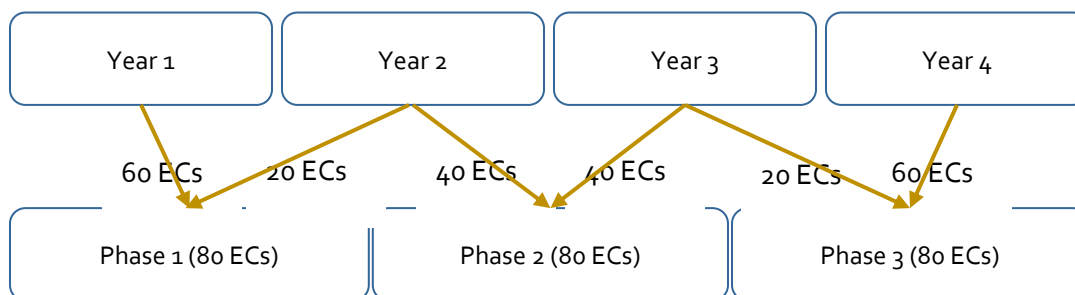 Year 1
Year 2
Year 3
Year 4
60 ECs
20 ECs
40 ECs
40 ECs
20 ECs
60 ECs
Phase 1 (80 ECs)
Phase 2 (80 ECs)
Phase 3 (80 ECs)